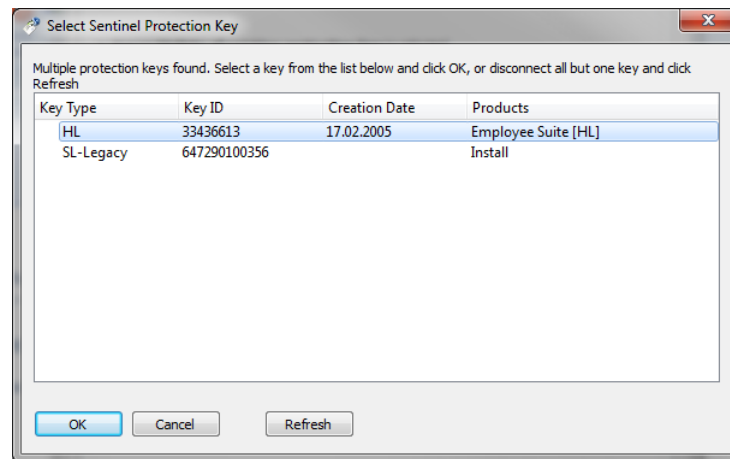 Select Sentinel Protection Key
Multiple protection keys found. Select a key from the list below and click OK, or disconnect all but one key and click
Refresh
Key Type Key ID Creation Date Products
HL 33436613 17.02.2005 Employee Suite [HL]
SL-Legacy 647290100356 Install
OK Cancel Refresh